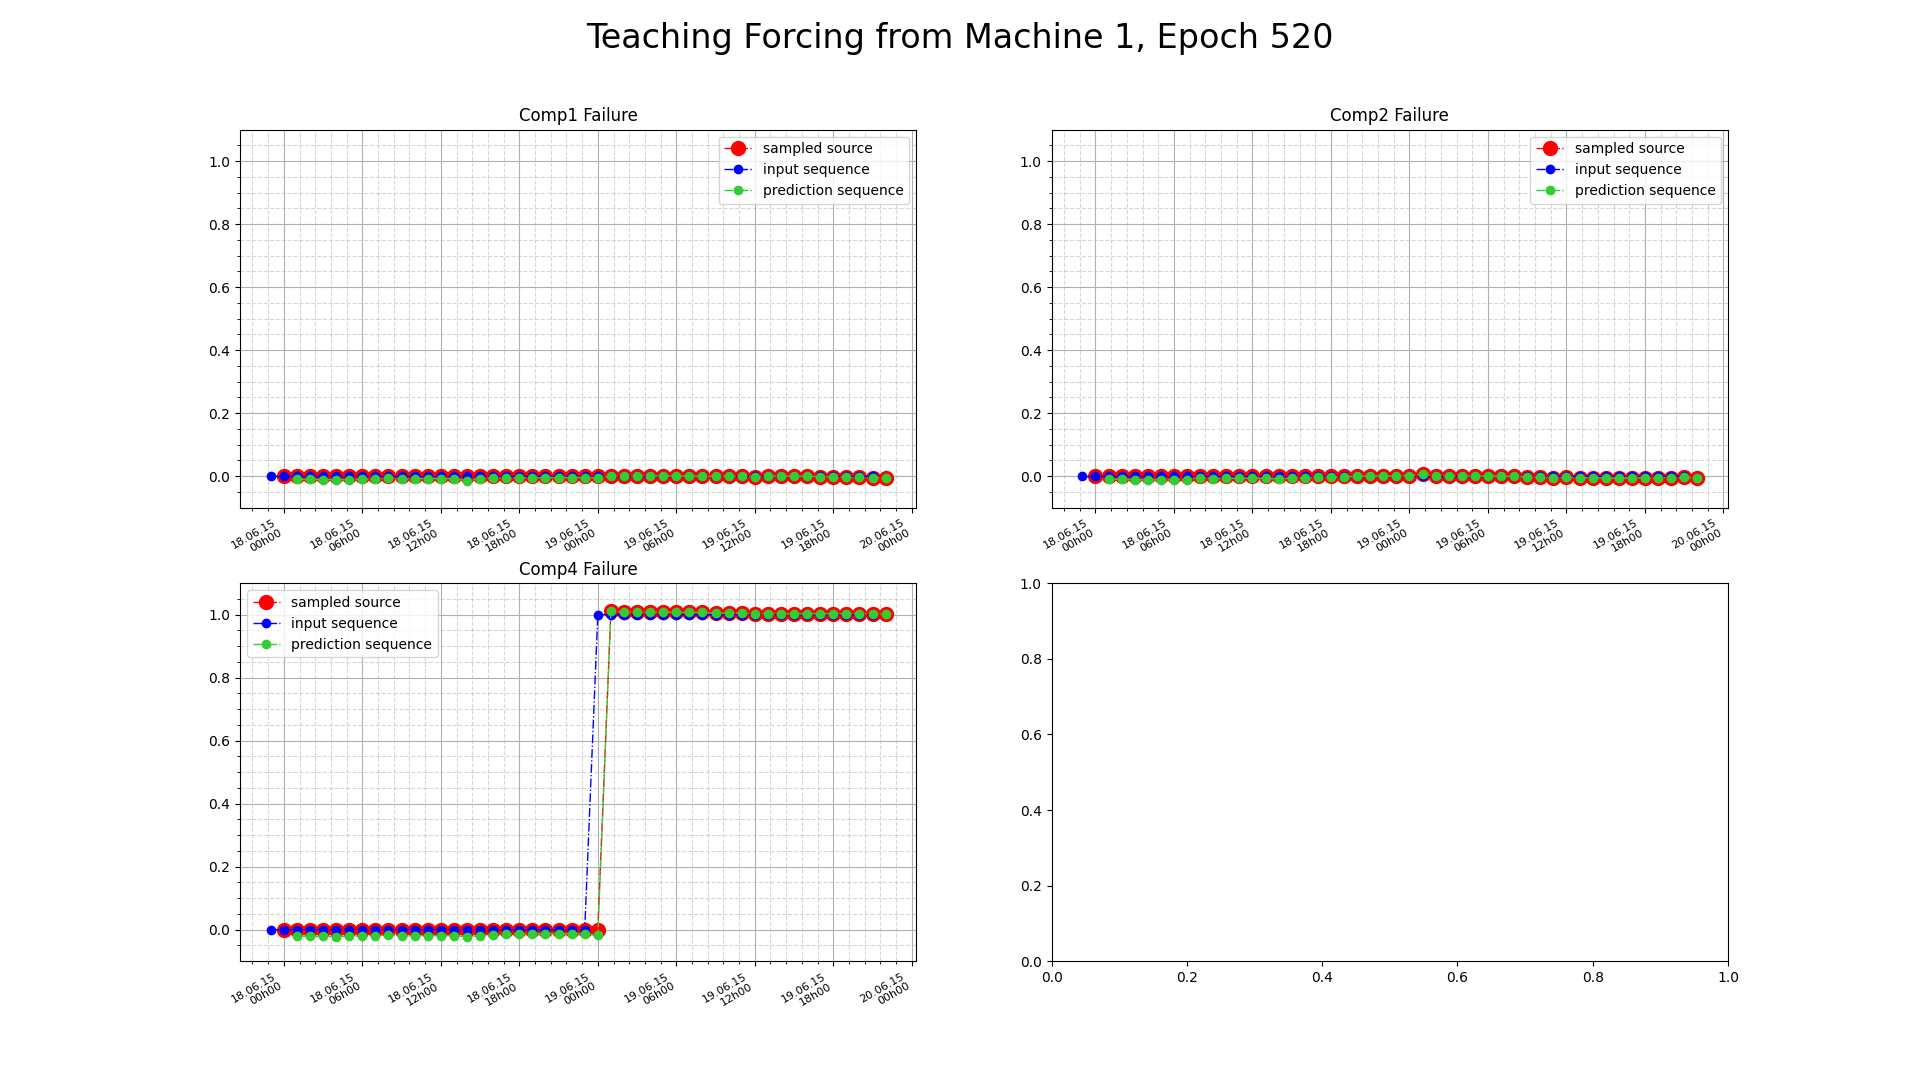 Teaching Forcing from Machine 1, Epoch 520
Comp1 Failure
1.0
0.8
0.6
0.4
0.2
0.0
sampled source
input sequence
prediction sequence
18.06.15
00h00
18.06.15
06h00
18.06.15
12h00
18.06.15
18h00
19.06.15
00h00
19.06.15
06h00
19.06.15
12h00
19.06.15
18h00
20.06.15
00h00
Comp2 Failure
1.0
0.8
0.6
0.4
0.2
0.0
sampled source
input sequence
prediction sequence
18.06.15
00h00
18.06.15
06h00
18.06.15
12h00
18.06.15
18h00
19.06.15
00h00
19.06.15
06h00
19.06.15
12h00
19.06.15
18h00
20.06.15
00h00
Comp4 Failure
1.0
0.8
0.6
0.4
0.2
0.0
sampled source
input sequence
prediction sequence
18.06.15
00h00
18.06.15
06h00
18.06.15
12h00
18.06.15
18h00
19.06.15
00h00
19.06.15
06h00
19.06.15
12h00
19.06.15
18h00
20.06.15
00h00
1.0
0.8
0.6
0.4
0.2
0.0
0.0 0.2 0.4 0.6 0.8 1.0